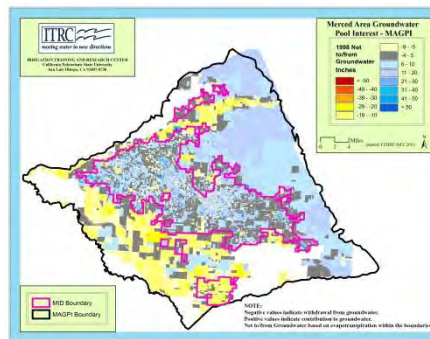 ITRC
moving water in new directions
IRRIGATION TRAINING AND RESEARCH CENTER
California Polytechnic State University
San Luis Obispo, CA 93407-0730
Merced Area Groundwater
Pool Interest - MAGPI
1998 Net
to/from
Groundwater
Inches
< -50
-40
-39 - -30
-29 - -20
-19 - -10
-9 - -5
-4 - 5
6 - 10
11 - 20
21 - 30
31 - 40
41 - 50
> 50
Miles
MID Boundary
MAGPI Boundary
NOTE:
Negative values indicate withdrawal from groundwater.
Positive values indicate contribution to groundwater.
Net to/from Groundwater based on evapotranspiration within the boundaries